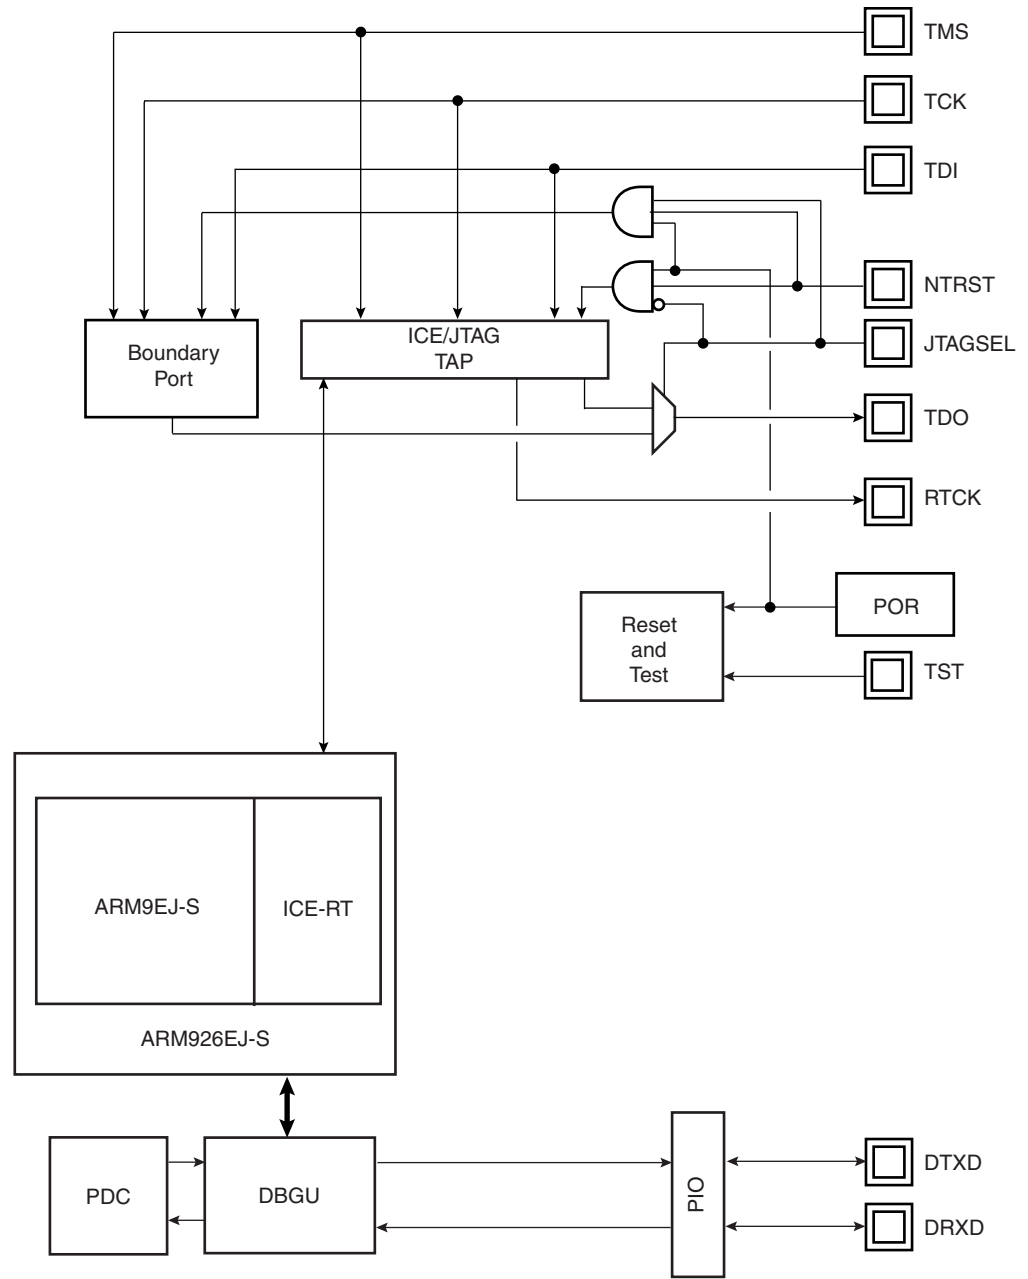 TMS
TCK
TDI
NTRST
JTAGSEL
ICE/JTAG
TAP
Boundary
Port
TDO
RTCK
POR
Reset
and
Test
TST
ARM9EJ-S
ICE-RT
ARM926EJ-S
PDC
DBGU
PIO
DTXD
DRXD